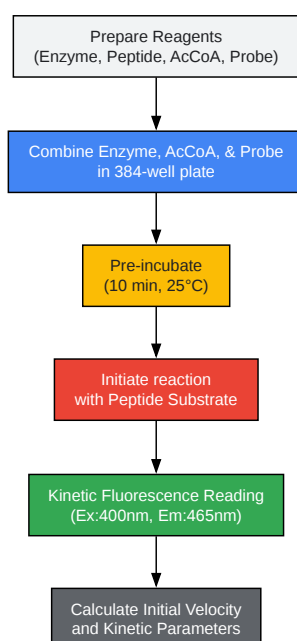 Prepare Reagents
(Enzyme, Peptide, AcCoA, Probe)
Combine Enzyme, AcCoA, & Probe
in 384-well plate
Pre-incubate
(10 min, 25°C)
Initiate reaction
with Peptide Substrate
Kinetic Fluorescence Reading
(Ex:400nm, Em:465nm)
Calculate Initial Velocity
and Kinetic Parameters